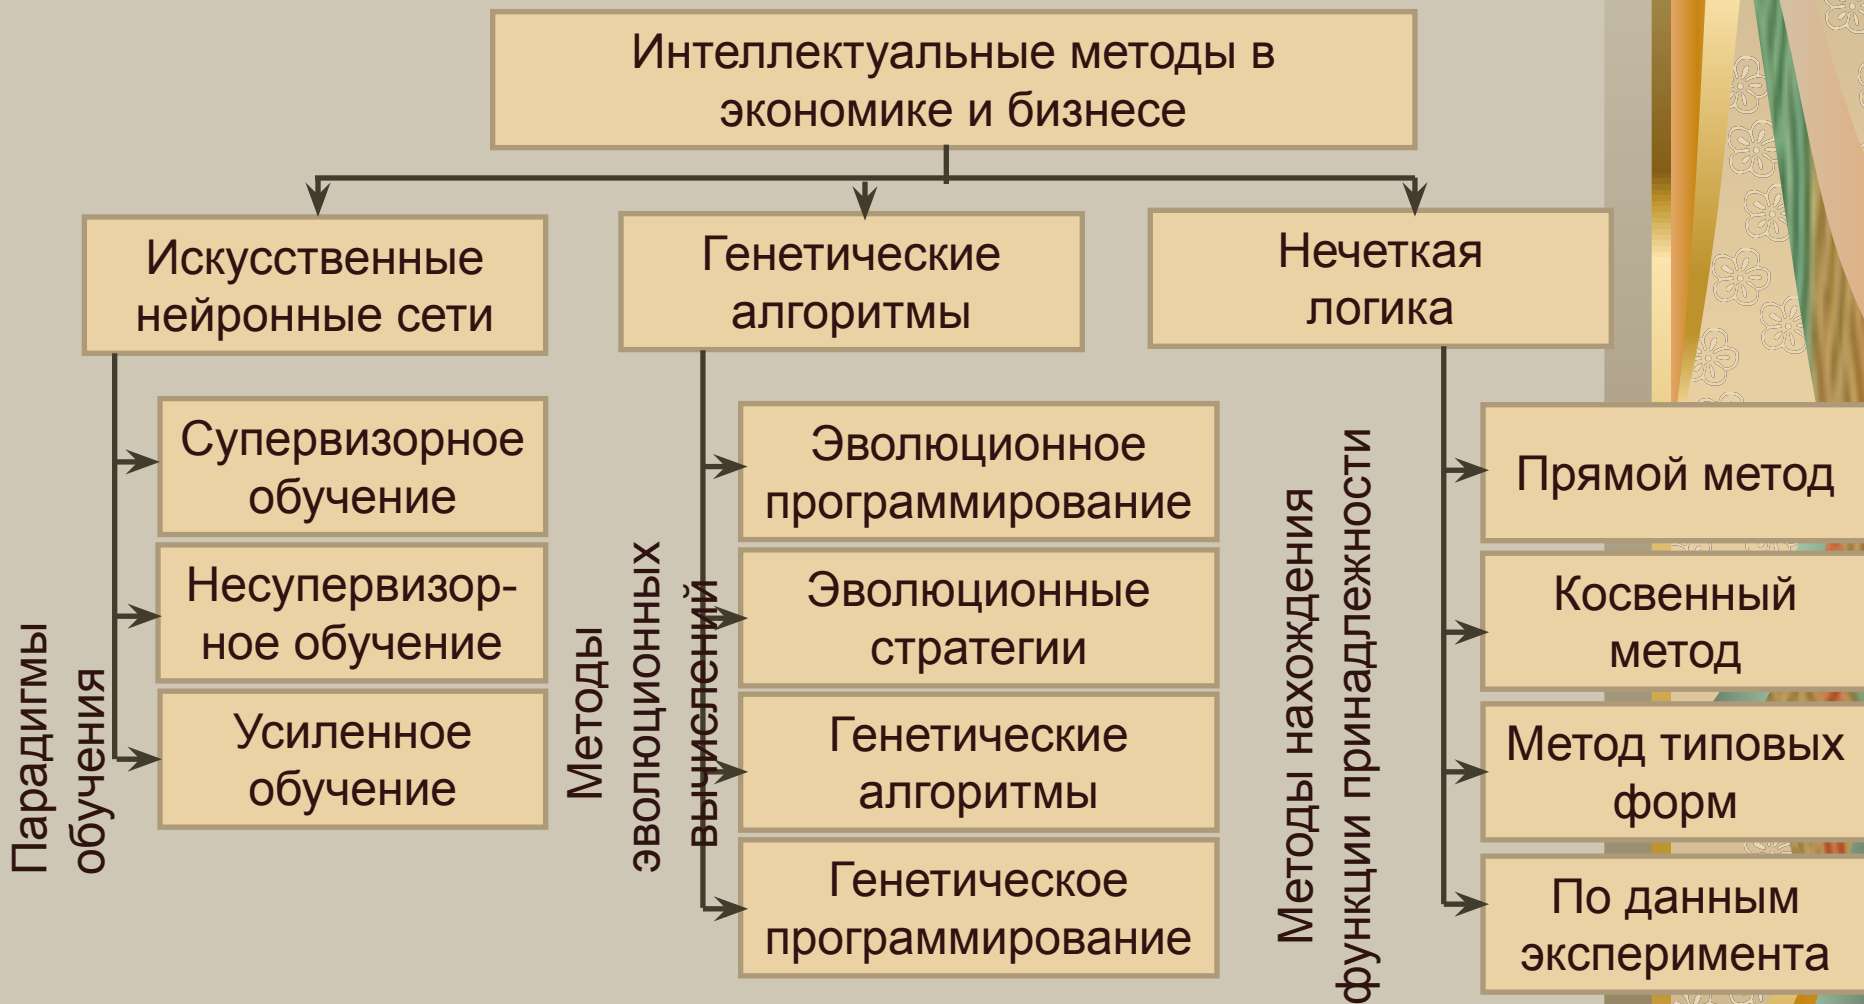 Интеллектуальные методы в
экономике и бизнесе
Искусственные
нейронные сети
Генетические
алгоритмы
Нечеткая
логика
Парадигмы
обучения
Супервизорное
обучение
Несупервизор-
ное обучение
Усиленное
обучение
Методы
эволюционных
вычислений
Эволюционное
программирование
Эволюционные
стратегии
Генетические
алгоритмы
Генетическое
программирование
Методы нахождения
функции принадлежности
Прямой метод
Косвенный
метод
Метод типовых
форм
По данным
эксперимента